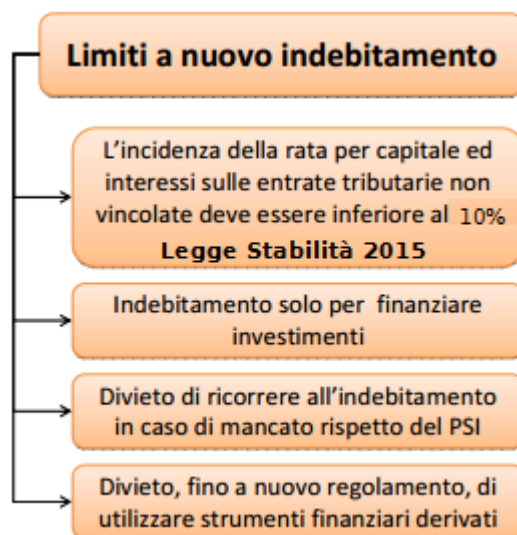 Limiti a nuovo indebitamento
L'incidenza della rata per capitale ed
interessi sulle entrate tributarie non
vincolate deve essere inferiore al 10%
Legge Stabilità 2015
Indebitamento solo per finanziare
investimenti
Divieto di ricorrere all'indebitamento
in caso di mancato rispetto del PSI
Divieto, fino a nuovo regolamento, di
utilizzare strumenti finanziari derivati